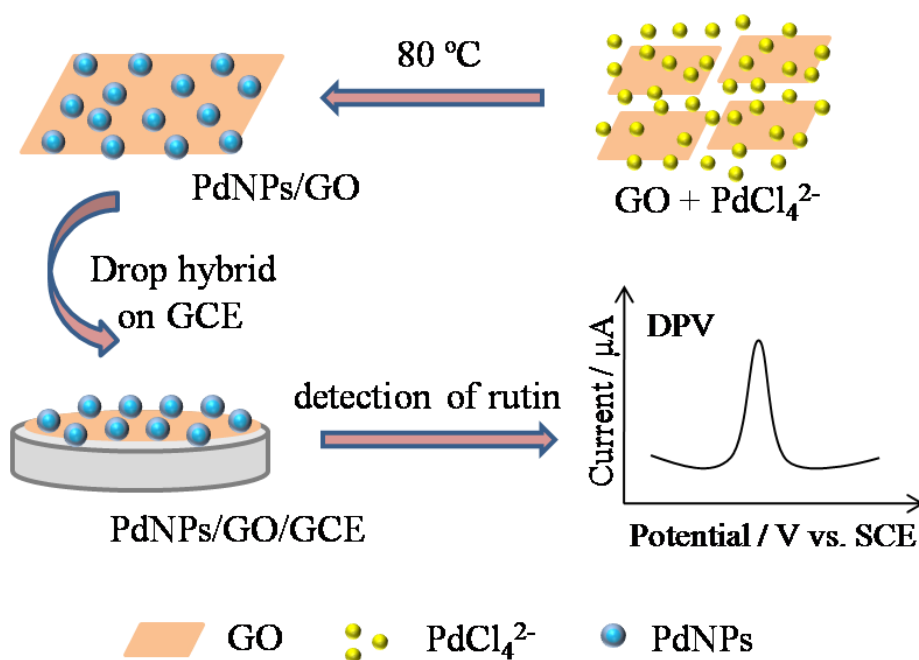 80 ºC
PdNPs/GO
GO + PdCl₄²⁻
Drop hybrid
on GCE
DPV
Current / μA
detection of rutin
PdNPs/GO/GCE
Potential / V vs. SCE
GO
PdCl₄²⁻
PdNPs